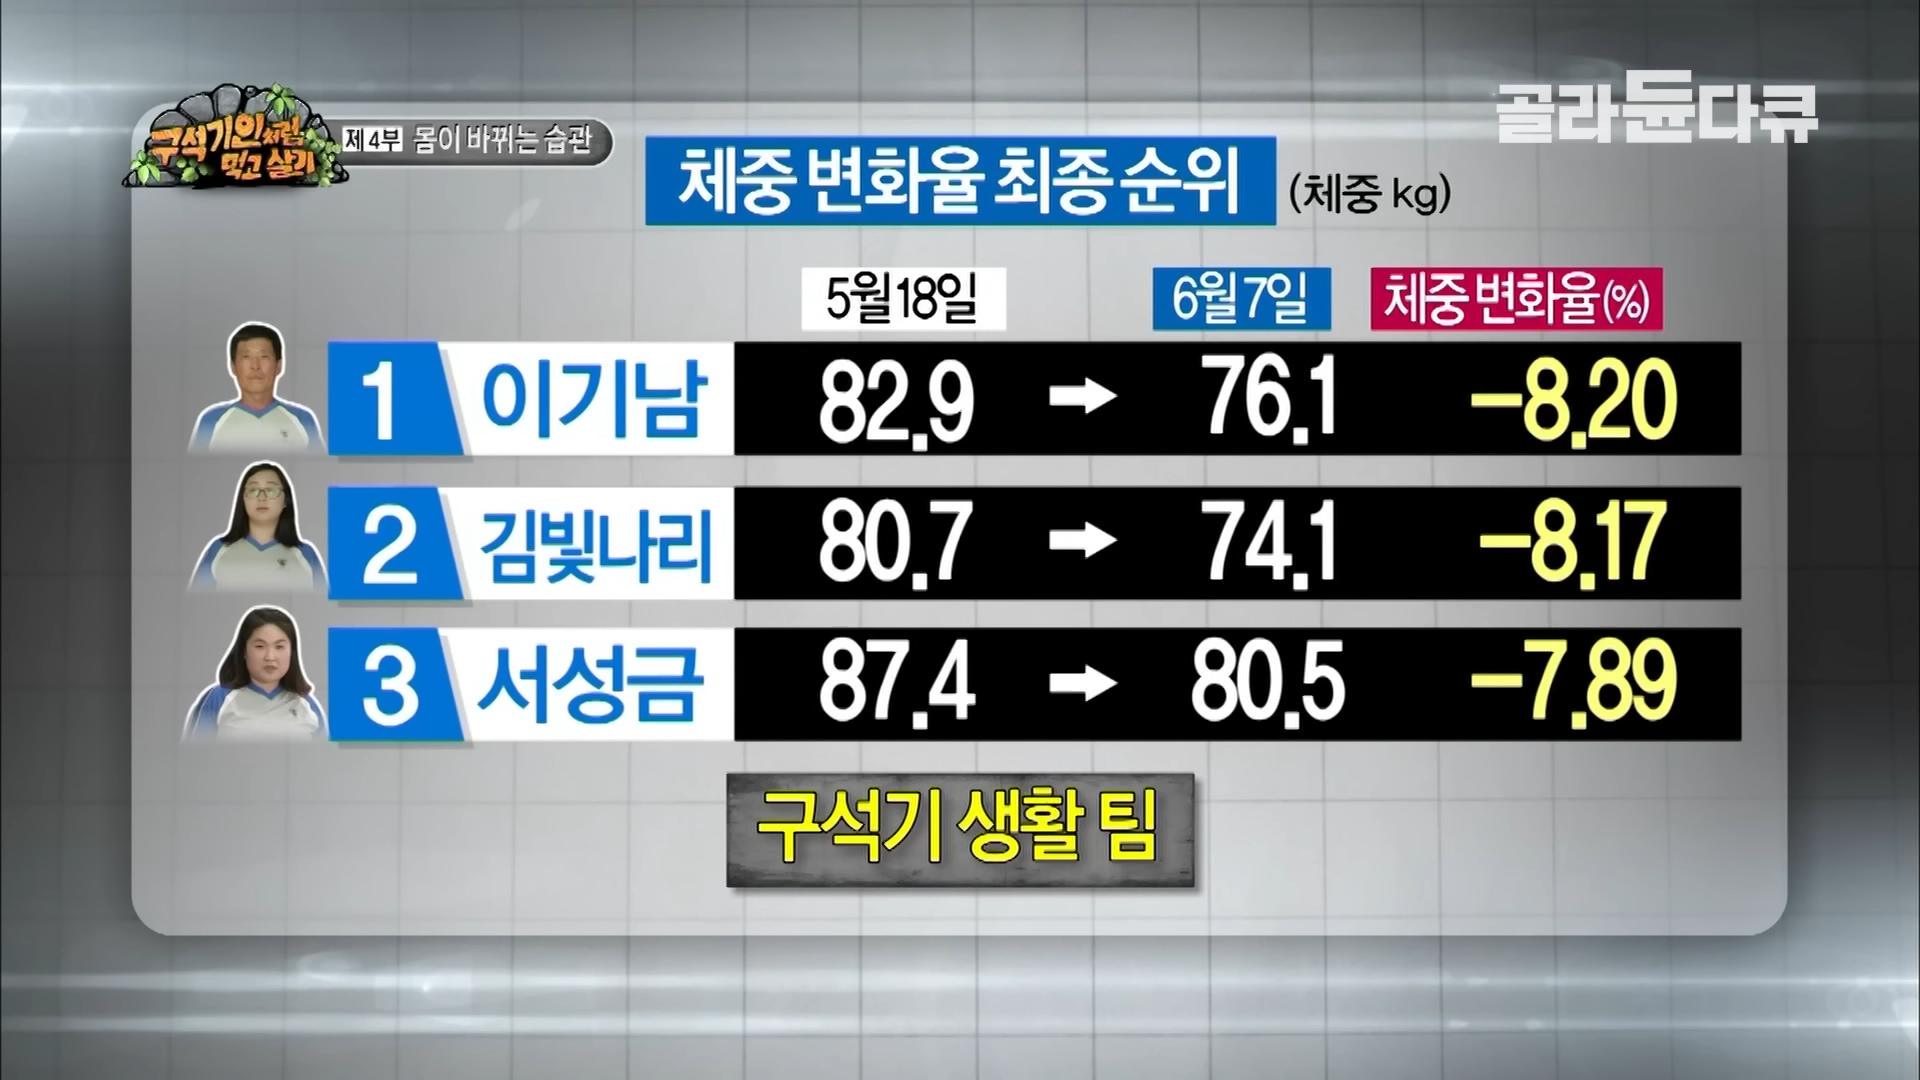 골라듄다큐
구석기인처럼
먹고 살기
제4부 몸이 바뀌는 습관
체중 변화율 최종 순위 (체중 kg)
5월 18일 6월 7일 체중 변화율(%)
1 이기남 82.9 → 76.1 -8.20
2 김빛나리 80.7 → 74.1 -8.17
3 서성금 87.4 → 80.5 -7.89
구석기 생활 팀